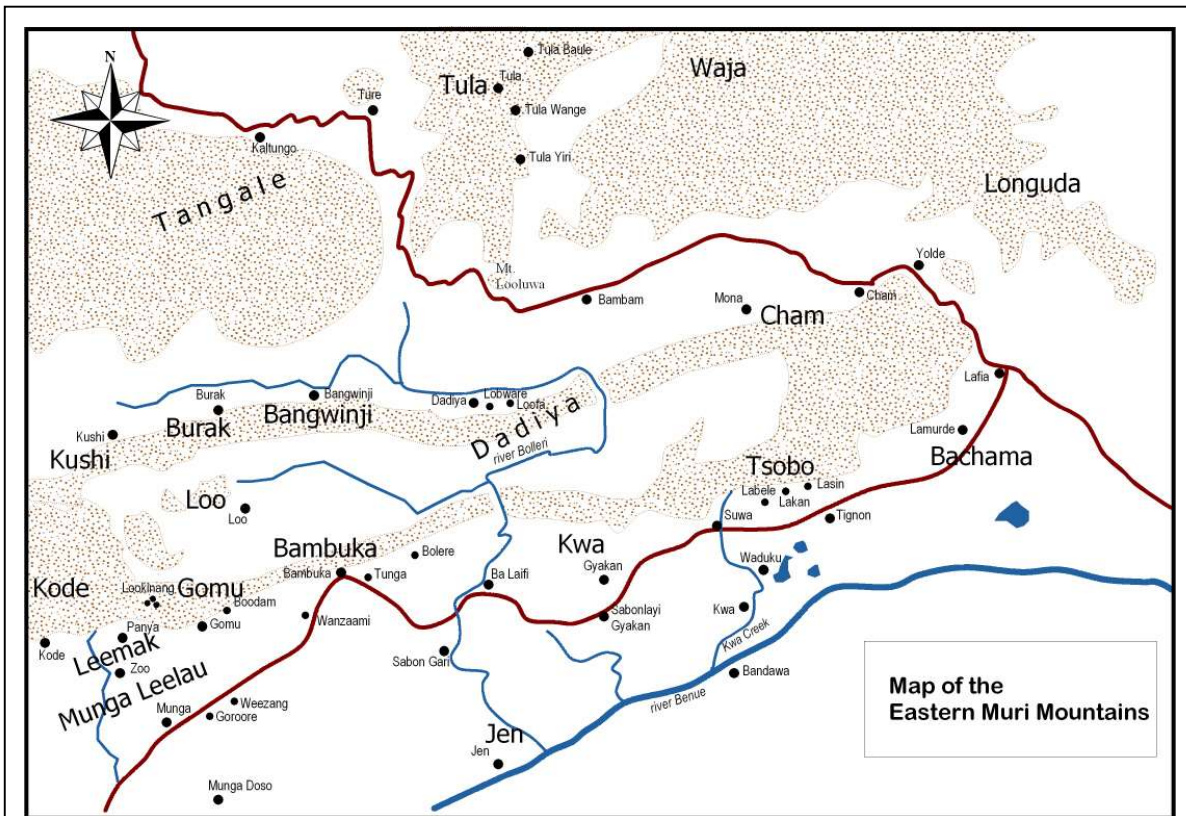 N
Tula Baule
Waja
Tula
Tula
Ture
Tula Wange
Kaltungo
Tula Yiri
Tangale
Longuda
Yolde
Mt.
Looluwa
Bambam
Mona
Cham
Cham
Lafia
Burak
Bangwinji
Dadiya
Lobware
Loofa
Bangwinji
Burak
Kushi
Kushi
Dadiya
river Bolleri
Lamurde
Bachama
Tsobo
Labele
Lasin
Lakan
Loo
Loo
Suwa
Tignon
Bambuka
Bolere
Kwa
Bambuka
Tunga
Ba Laifi
Gyakan
Waduku
Kode
Gomu
Lookinang
Boodam
Wanzaami
Sabonlayi
Gyakan
Kwa
Panya
Gomu
Kode
Leemak
Zoo
Sabon Gari
Kwa Creek
Bandawa
Munga Leelau
Weezang
Munga
Goroore
river Benue
Jen
Jen
Munga Doso
Map of the
Eastern Muri Mountains